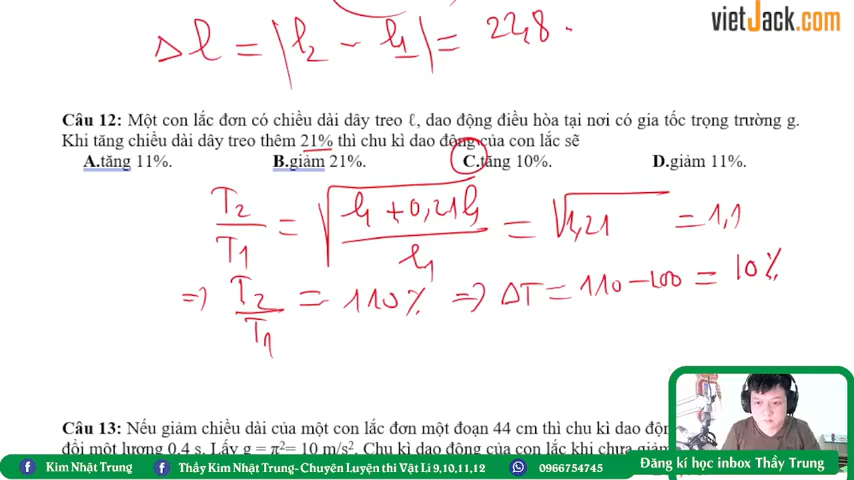 vietJack.com
Δl = |l₂ - l₁| = 22,8.
Câu 12: Một con lắc đơn có chiều dài dây treo ℓ, dao động điều hòa tại nơi có gia tốc trọng trường g.
Khi tăng chiều dài dây treo thêm 21% thì chu kì dao động của con lắc sẽ
A.tăng 11%. B.giảm 21%. C.tăng 10%. D.giảm 11%.
T₂/T₁ = √((l₁ + 0,21l₁)/l₁) = √1,21 = 1,1
=> T₂/T₁ = 110% => ΔT = 110 - 100 = 10%
Câu 13: Nếu giảm chiều dài của một con lắc đơn một đoạn 44 cm thì chu kì dao
đổi một lượng 0,4 s. Lấy g = π²= 10 m/s². Chu kì dao động của con lắc khi chưa giảm
Kim Nhật Trung Thầy Kim Nhật Trung- Chuyên Luyện thi Vật Lí 9,10,11,12 0966754745 Đăng kí học inbox Thầy Trung